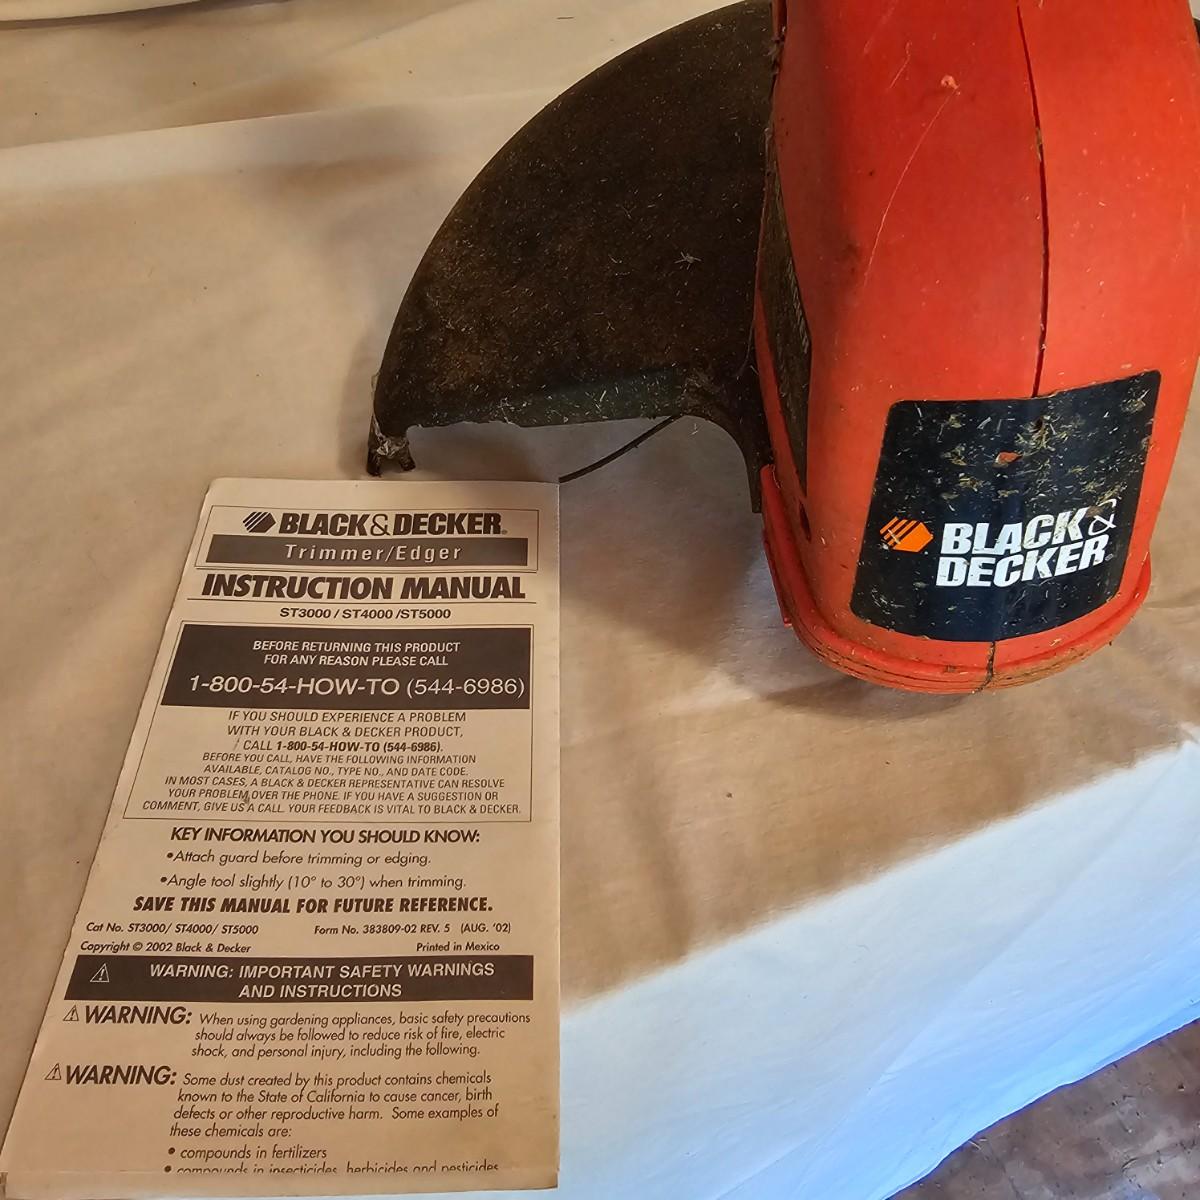 BLACK&DECKER®
Trimmer/Edger
INSTRUCTION MANUAL
ST3000 / ST4000 /ST5000
BEFORE RETURNING THIS PRODUCT
FOR ANY REASON PLEASE CALL
1-800-54-HOW-TO (544-6986)
IF YOU SHOULD EXPERIENCE A PROBLEM
WITH YOUR BLACK & DECKER PRODUCT,
CALL 1-800-54-HOW-TO (544-6986).
BEFORE YOU CALL, HAVE THE FOLLOWING INFORMATION
AVAILABLE, CATALOG NO., TYPE NO., AND DATE CODE.
IN MOST CASES, A BLACK & DECKER REPRESENTATIVE CAN RESOLVE
YOUR PROBLEM OVER THE PHONE. IF YOU HAVE A SUGGESTION OR
COMMENT, GIVE US A CALL. YOUR FEEDBACK IS VITAL TO BLACK & DECKER.
KEY INFORMATION YOU SHOULD KNOW:
•Attach guard before trimming or edging.
•Angle tool slightly (10° to 30°) when trimming.
SAVE THIS MANUAL FOR FUTURE REFERENCE.
Cat No. ST3000/ ST4000/ ST5000 Form No. 383809-02 REV. 5 (AUG. '02)
Copyright © 2002 Black & Decker Printed in Mexico
⚠ WARNING: IMPORTANT SAFETY WARNINGS
AND INSTRUCTIONS
⚠ WARNING: When using gardening appliances, basic safety precautions
should always be followed to reduce risk of fire, electric
shock, and personal injury, including the following.
⚠ WARNING: Some dust created by this product contains chemicals
known to the State of California to cause cancer, birth
defects or other reproductive harm. Some examples of
these chemicals are:
• compounds in fertilizers
• compounds in insecticides, herbicides and pesticides
BLACK&
DECKER®